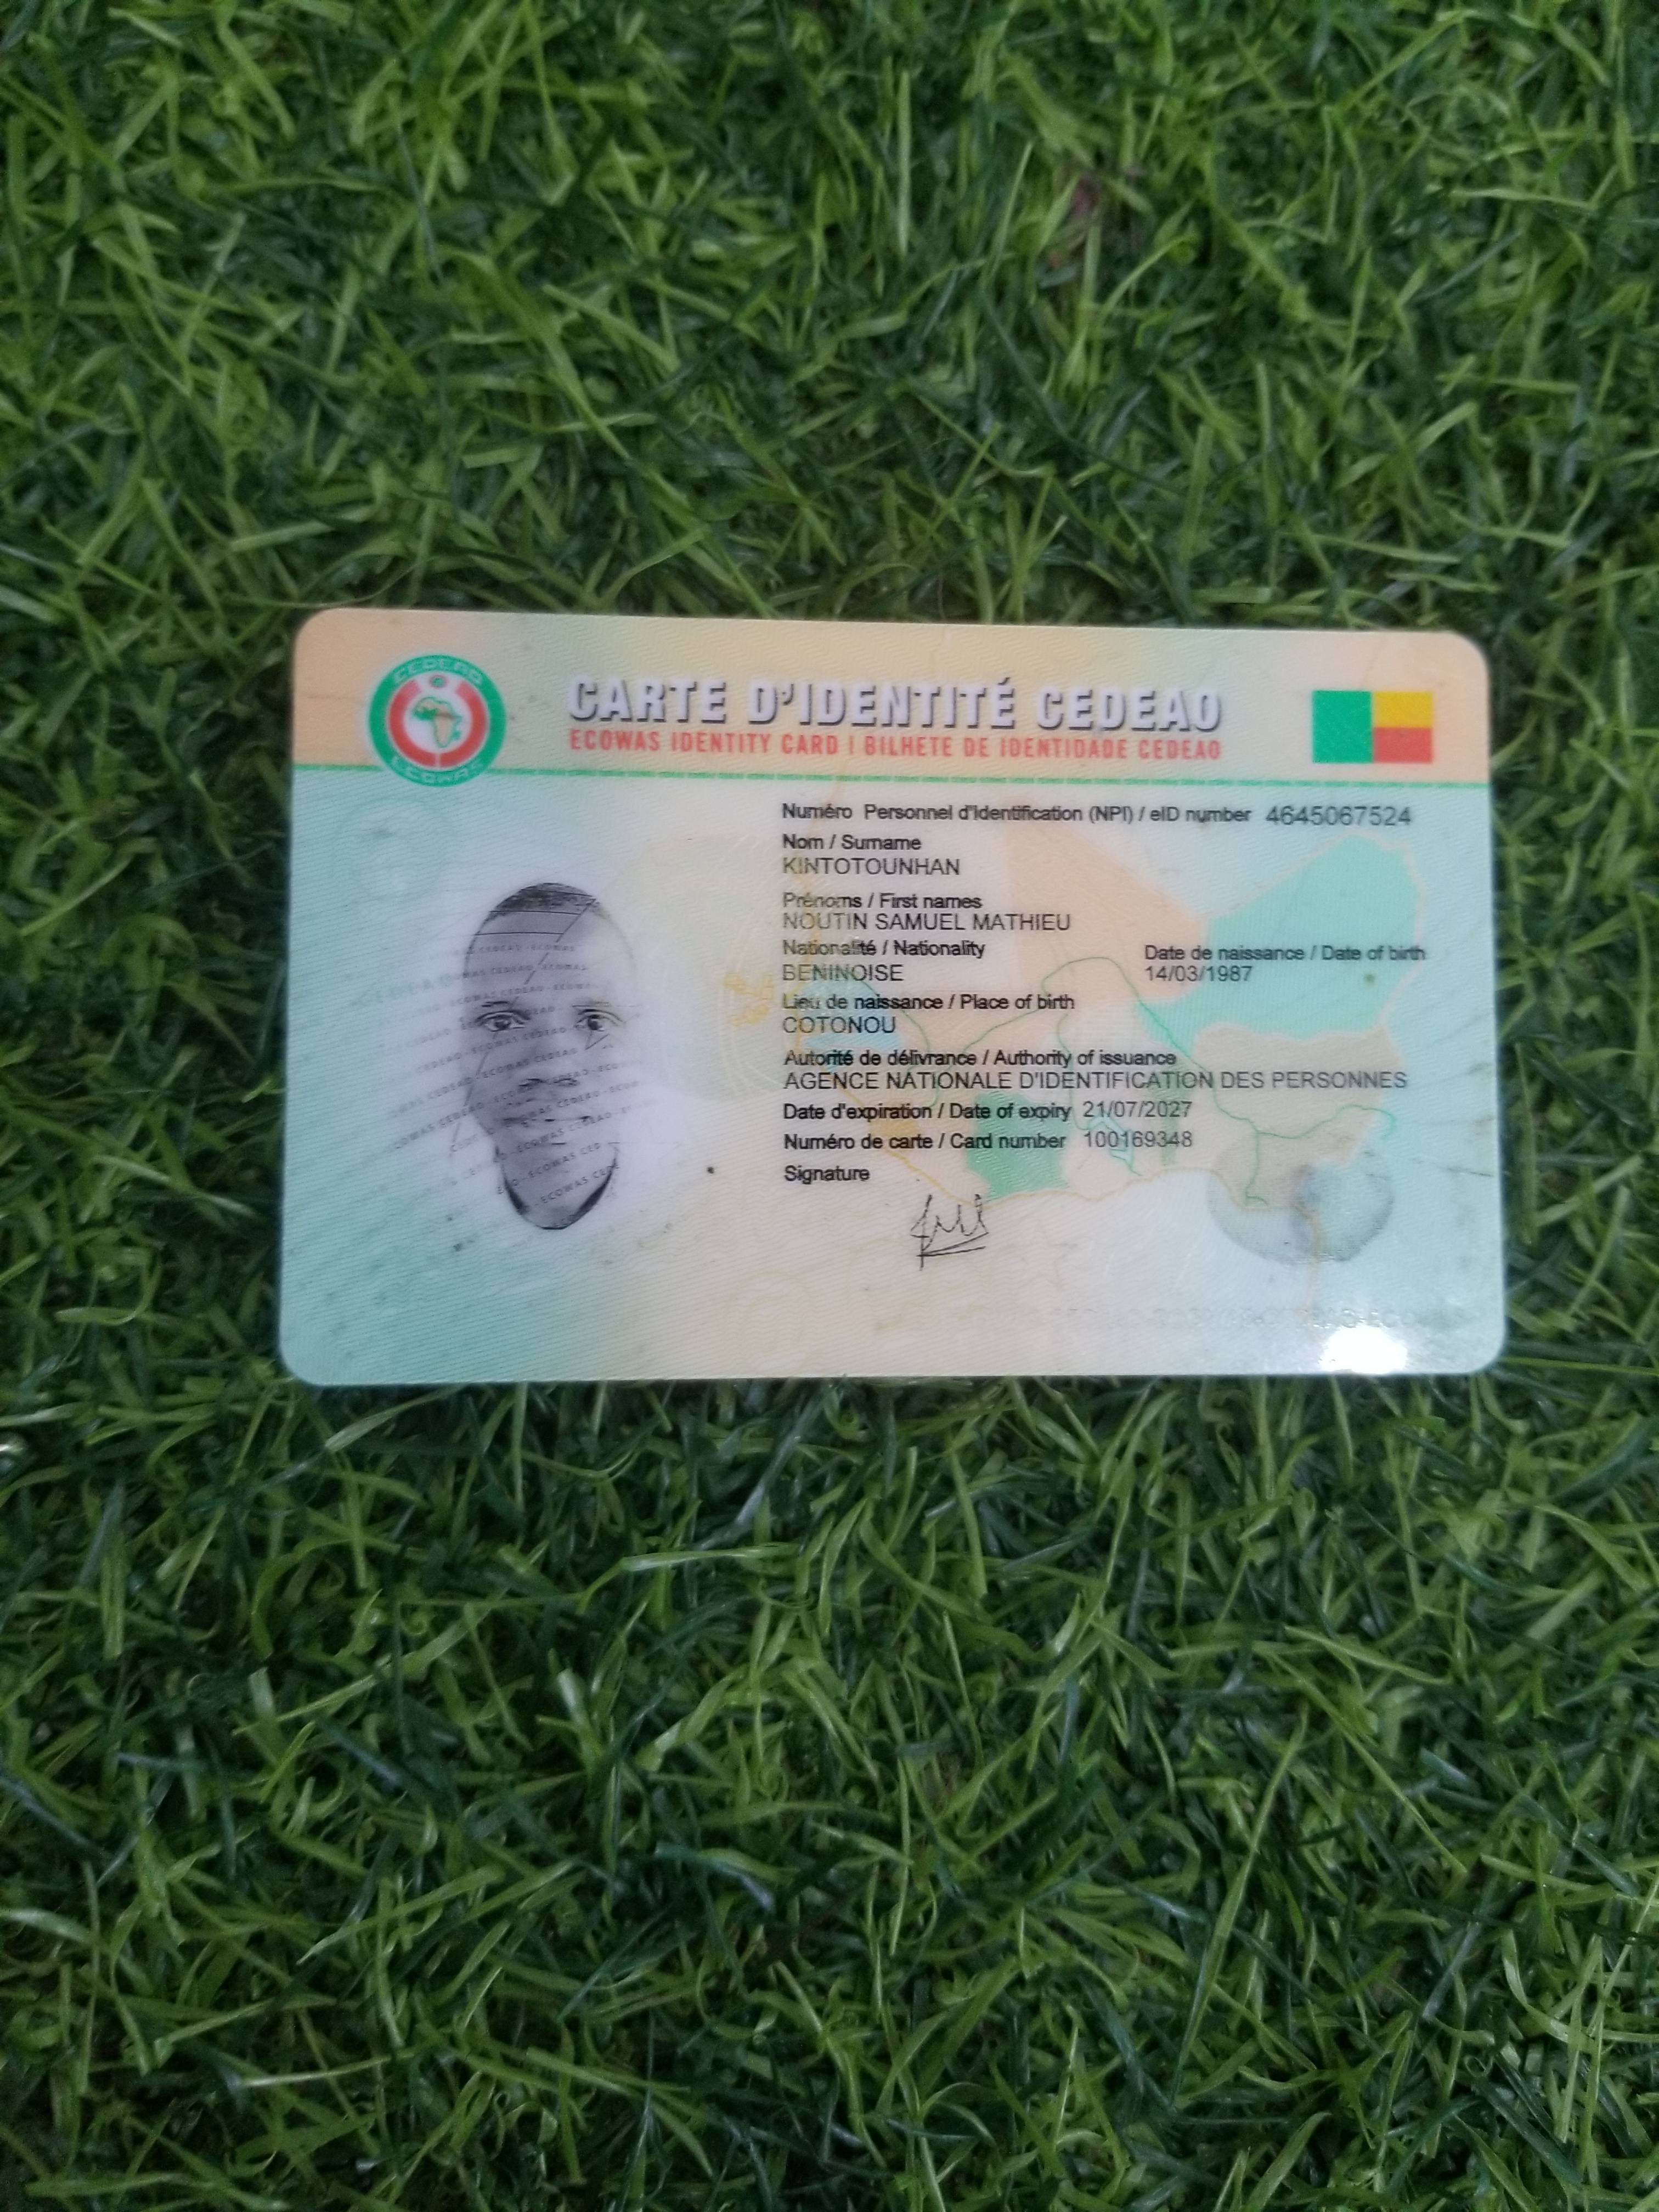 CEDEAO
ECOWAS
CARTE D'IDENTITÉ CEDEAO
ECOWAS IDENTITY CARD | BILHETE DE IDENTIDADE CEDEAO
Numéro Personnel d'Identification (NPI) / eID number 4645067524
Nom / Surname
KINTOTOUNHAN
Prénoms / First names
NOUTIN SAMUEL MATHIEU
Nationalité / Nationality Date de naissance / Date of birth
BENINOISE 14/03/1987
Lieu de naissance / Place of birth
COTONOU
Autorité de délivrance / Authority of issuance
AGENCE NATIONALE D'IDENTIFICATION DES PERSONNES
Date d'expiration / Date of expiry 21/07/2027
Numéro de carte / Card number 100169348
Signature